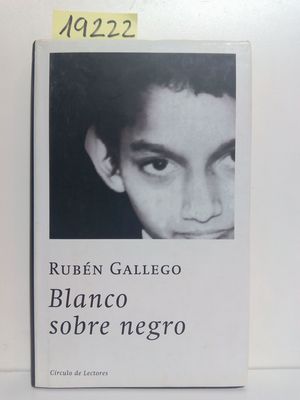 19222
RUBÉN GALLEGO
Blanco
sobre negro
Círculo de Lectores